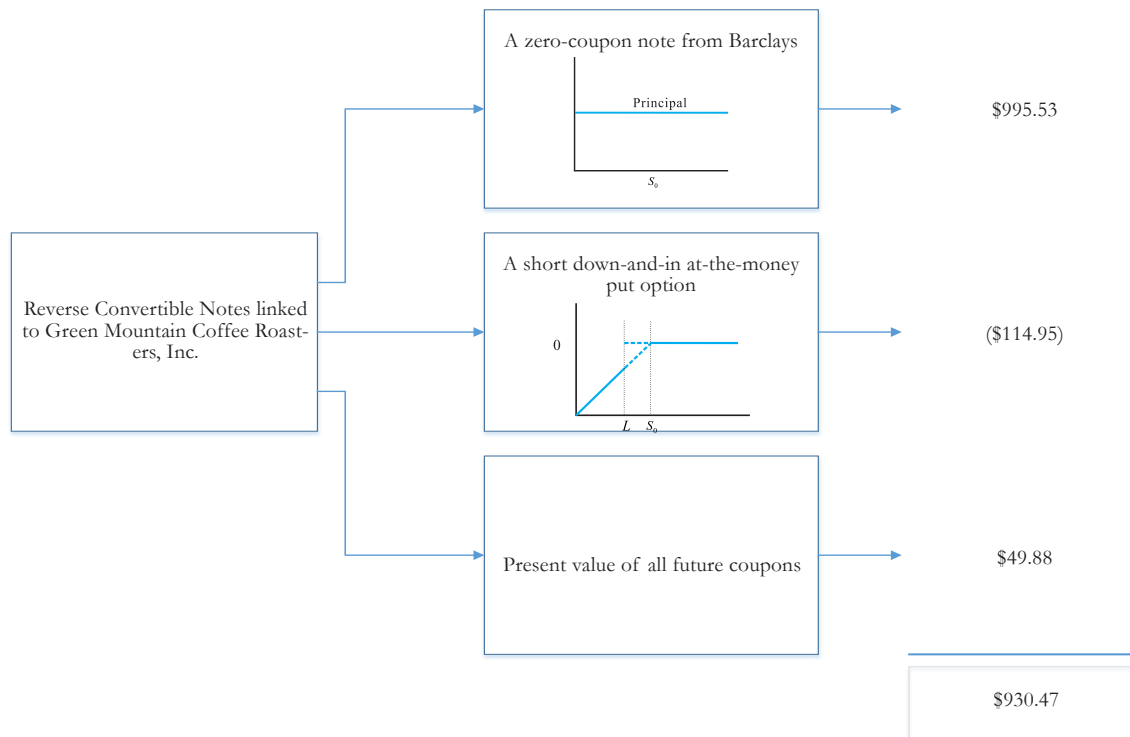 A zero-coupon note from Barclays
Principal
S₀
$995.53
Reverse Convertible Notes linked
to Green Mountain Coffee Roast-
ers, Inc.
A short down-and-in at-the-money
put option
0
L S₀
($114.95)
Present value of all future coupons
$49.88
$930.47